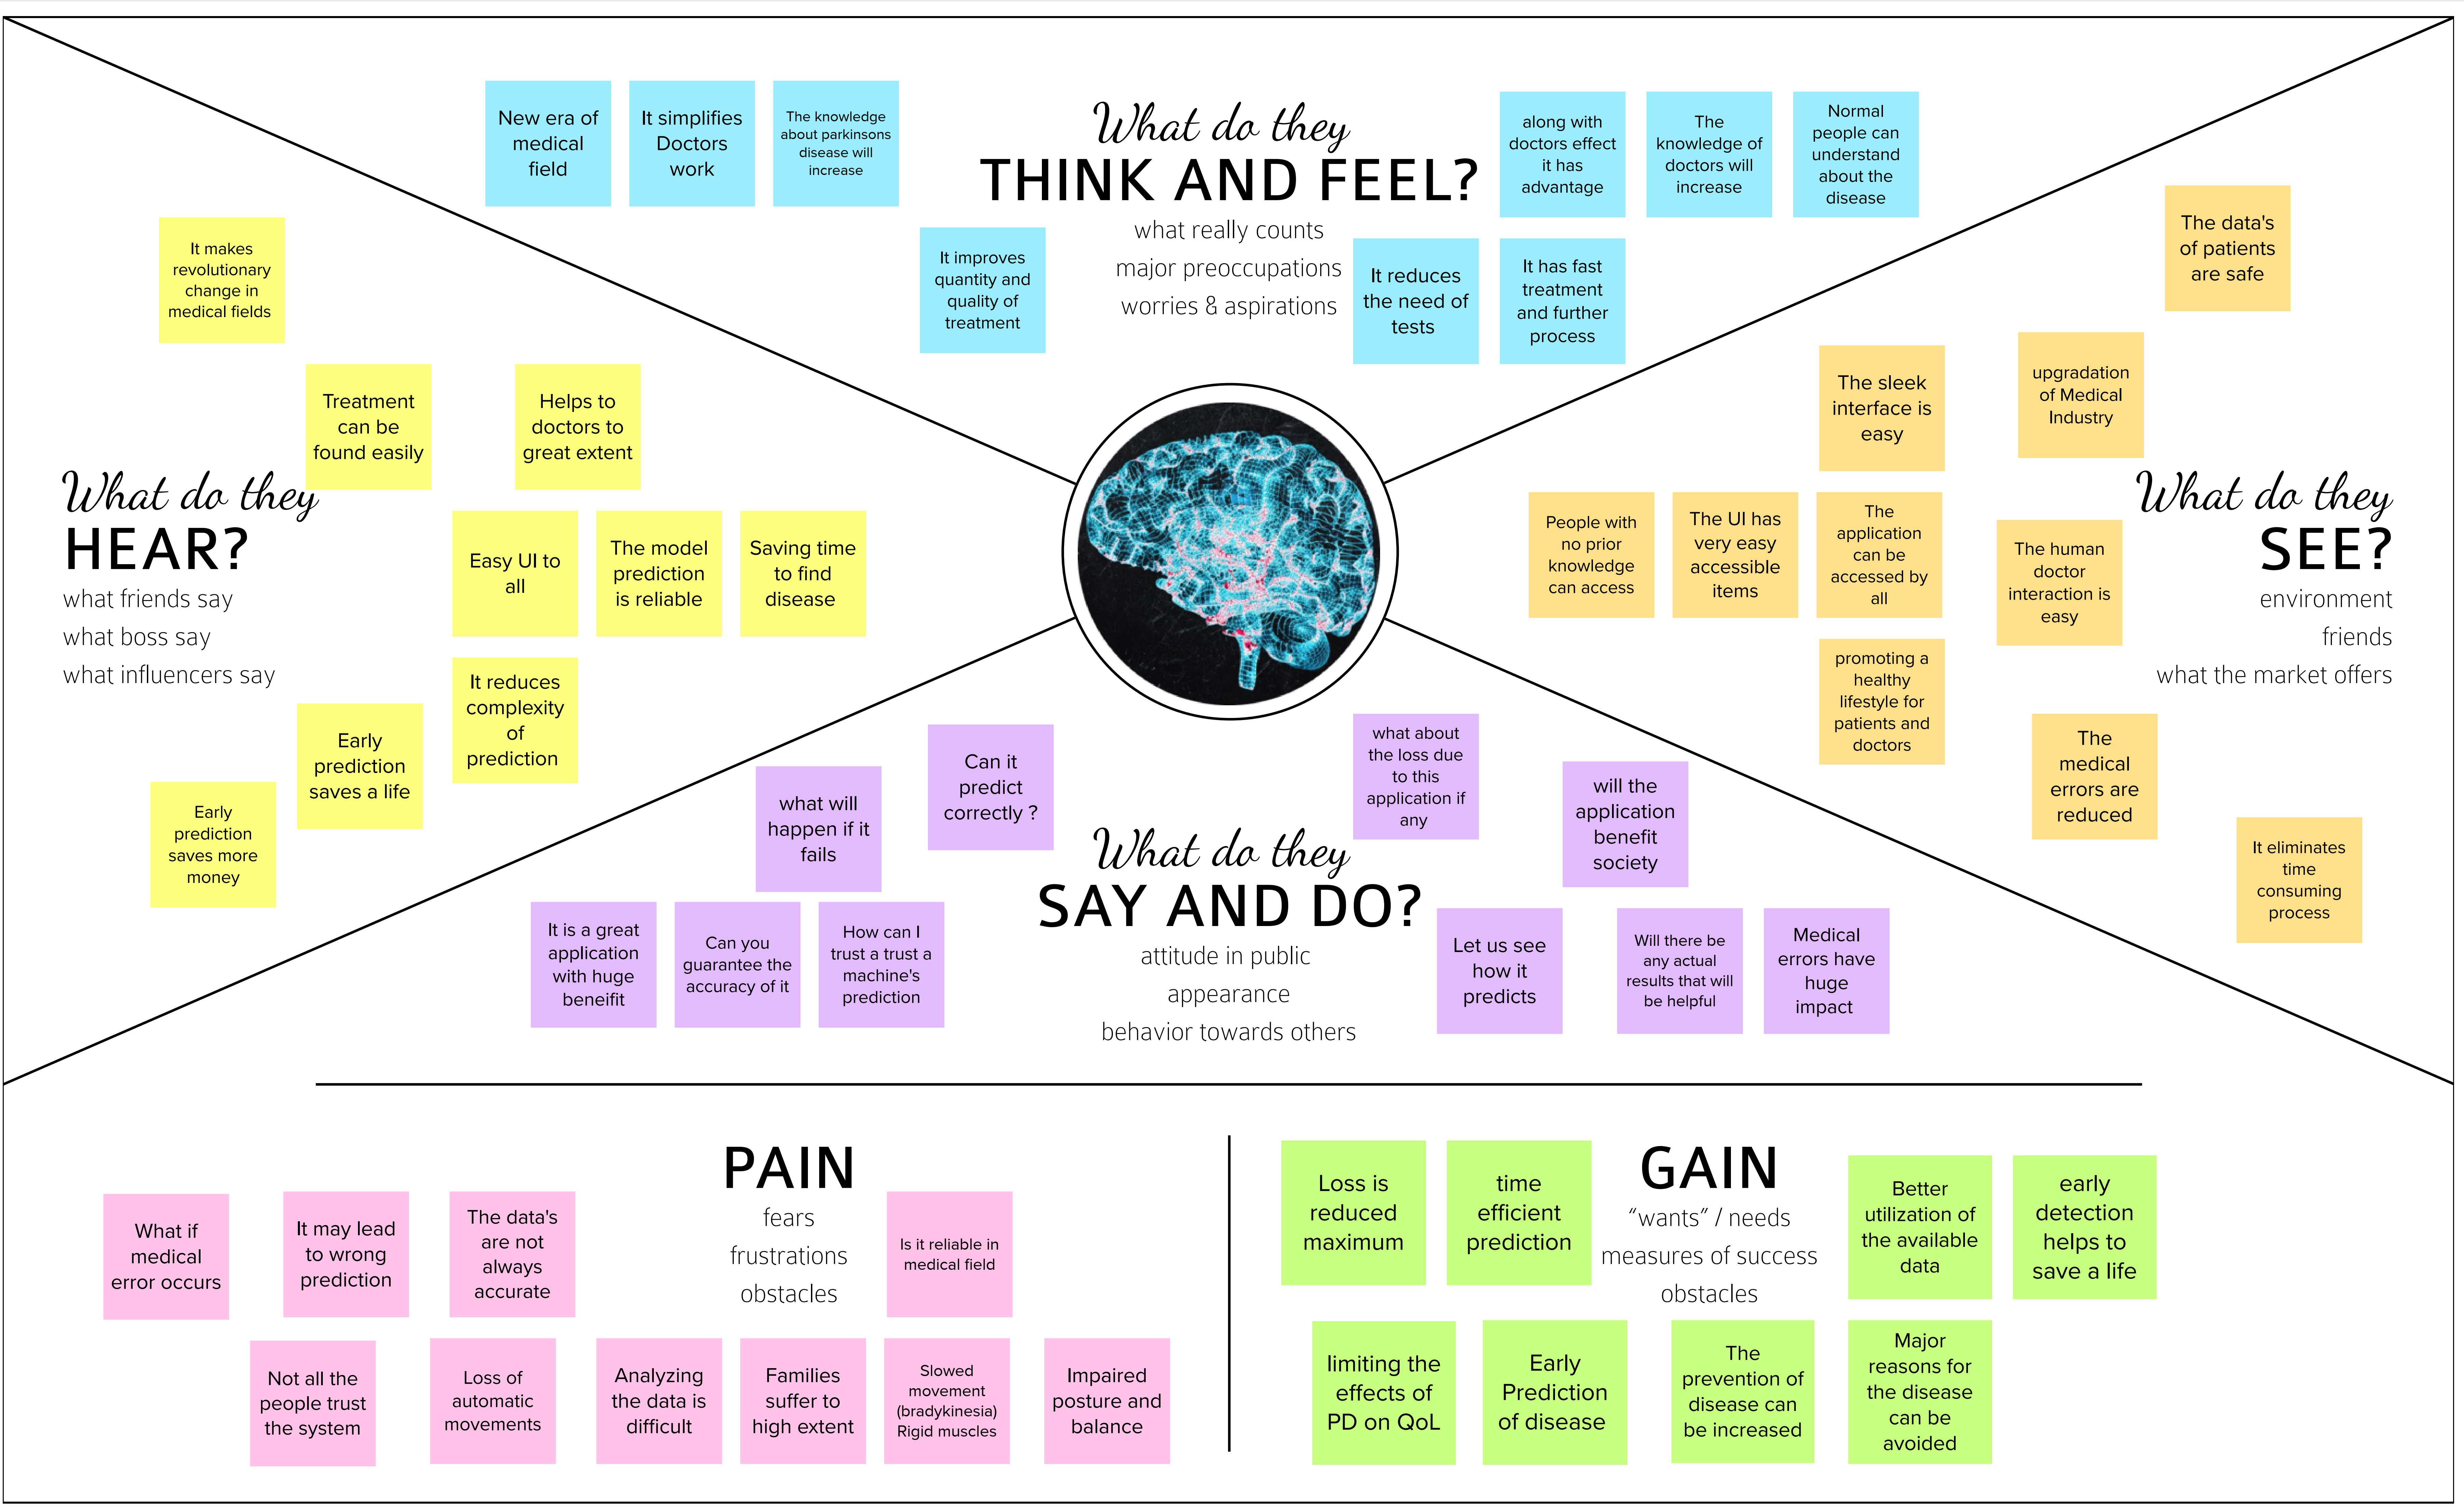 What do they
THINK AND FEEL?
what really counts
major preoccupations
worries & aspirations
New era of
medical
field
It simplifies
Doctors
work
The knowledge
about parkinsons
disease will
increase
It improves
quantity and
quality of
treatment
along with
doctors effect
it has
advantage
The
knowledge of
doctors will
increase
Normal
people can
understand
about the
disease
It reduces
the need of
tests
It has fast
treatment
and further
process
What do they
HEAR?
what friends say
what boss say
what influencers say
It makes
revolutionary
change in
medical fields
Treatment
can be
found easily
Helps to
doctors to
great extent
Easy UI to
all
The model
prediction
is reliable
Saving time
to find
disease
It reduces
complexity
of
prediction
Early
prediction
saves a life
Early
prediction
saves more
money
What do they
SEE?
environment
friends
what the market offers
The data's
of patients
are safe
The sleek
interface is
easy
upgradation
of Medical
Industry
People with
no prior
knowledge
can access
The UI has
very easy
accessible
items
The
application
can be
accessed by
all
The human
doctor
interaction is
easy
promoting a
healthy
lifestyle for
patients and
doctors
The
medical
errors are
reduced
It eliminates
time
consuming
process
What do they
SAY AND DO?
attitude in public
appearance
behavior towards others
what will
happen if it
fails
Can it
predict
correctly ?
It is a great
application
with huge
beneifit
Can you
guarantee the
accuracy of it
How can I
trust a trust a
machine's
prediction
what about
the loss due
to this
application if
any
will the
application
benefit
society
Let us see
how it
predicts
Will there be
any actual
results that will
be helpful
Medical
errors have
huge
impact
PAIN
fears
frustrations
obstacles
What if
medical
error occurs
It may lead
to wrong
prediction
The data's
are not
always
accurate
Is it reliable in
medical field
Not all the
people trust
the system
Loss of
automatic
movements
Analyzing
the data is
difficult
Families
suffer to
high extent
Slowed
movement
(bradykinesia)
Rigid muscles
Impaired
posture and
balance
GAIN
“wants” / needs
measures of success
obstacles
Loss is
reduced
maximum
time
efficient
prediction
Better
utilization of
the available
data
early
detection
helps to
save a life
limiting the
effects of
PD on QoL
Early
Prediction
of disease
The
prevention of
disease can
be increased
Major
reasons for
the disease
can be
avoided